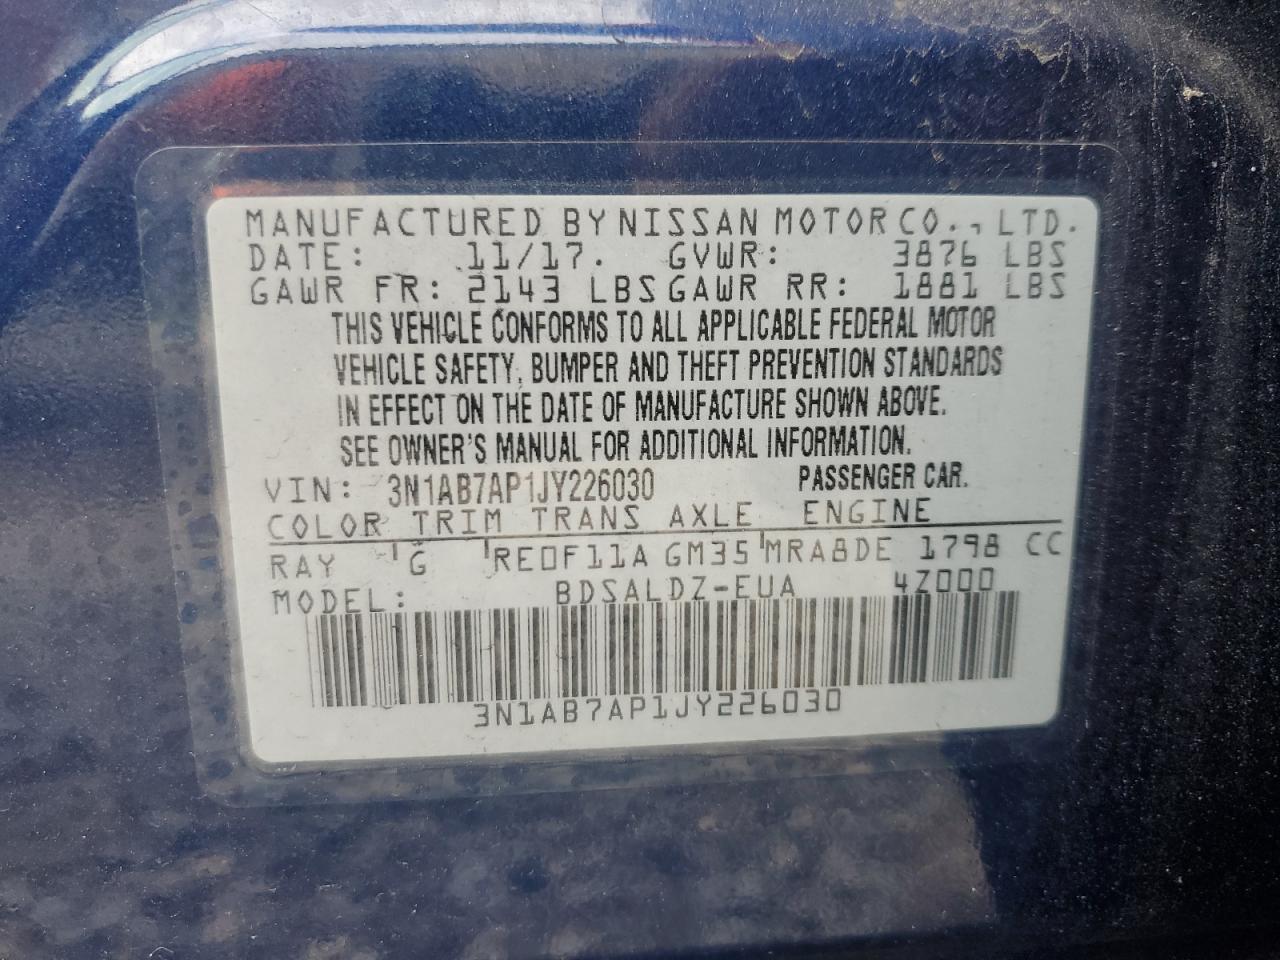 MANUFACTURED BY NISSAN MOTOR CO., LTD.
DATE: 11/17. GVWR: 3876 LBS
GAWR FR: 2143 LBS GAWR RR: 1881 LBS
THIS VEHICLE CONFORMS TO ALL APPLICABLE FEDERAL MOTOR
VEHICLE SAFETY, BUMPER AND THEFT PREVENTION STANDARDS
IN EFFECT ON THE DATE OF MANUFACTURE SHOWN ABOVE.
SEE OWNER'S MANUAL FOR ADDITIONAL INFORMATION.
VIN: 3N1AB7AP1JY226030 PASSENGER CAR.
COLOR TRIM TRANS AXLE ENGINE
RAY G RE0F11A GM35 MRA8DE 1798 CC
MODEL: BDSALDZ-EUA 4Z000
3N1AB7AP1JY226030